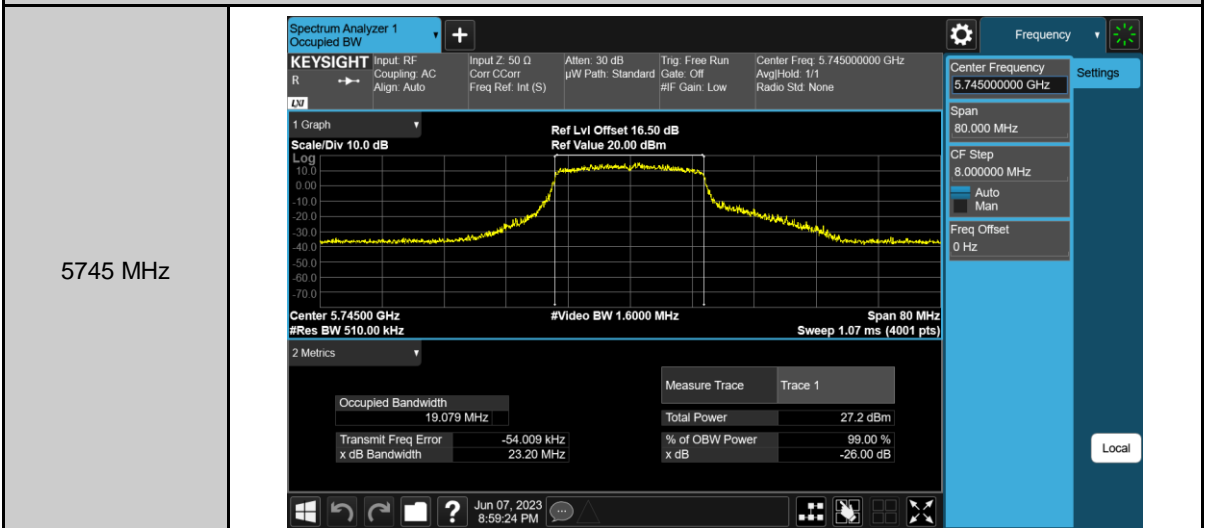 5745 MHz
Spectrum Analyzer 1
Occupied BW
+
Frequency
KEYSIGHT
R
LXI
Input: RF
Coupling: AC
Align: Auto
Input Z: 50 Ω
Corr CCorr
Freq Ref: Int (S)
Atten: 30 dB
µW Path: Standard
Trig: Free Run
Gate: Off
#IF Gain: Low
Center Freq: 5.745000000 GHz
Avg|Hold: 1/1
Radio Std: None
Center Frequency
5.745000000 GHz
Settings
Span
80.000 MHz
CF Step
8.000000 MHz
Auto
Man
Freq Offset
0 Hz
Local
1 Graph
Scale/Div 10.0 dB
Ref Lvl Offset 16.50 dB
Ref Value 20.00 dBm
Log
10.0
0.00
-10.0
-20.0
-30.0
-40.0
-50.0
-60.0
-70.0
Center 5.74500 GHz
#Video BW 1.6000 MHz
Span 80 MHz
#Res BW 510.00 kHz
Sweep 1.07 ms (4001 pts)
2 Metrics
Measure Trace Trace 1
Occupied Bandwidth
19.079 MHz
Total Power 27.2 dBm
Transmit Freq Error -54.009 kHz
% of OBW Power 99.00 %
x dB Bandwidth 23.20 MHz
x dB -26.00 dB
?
Jun 07, 2023
8:59:24 PM